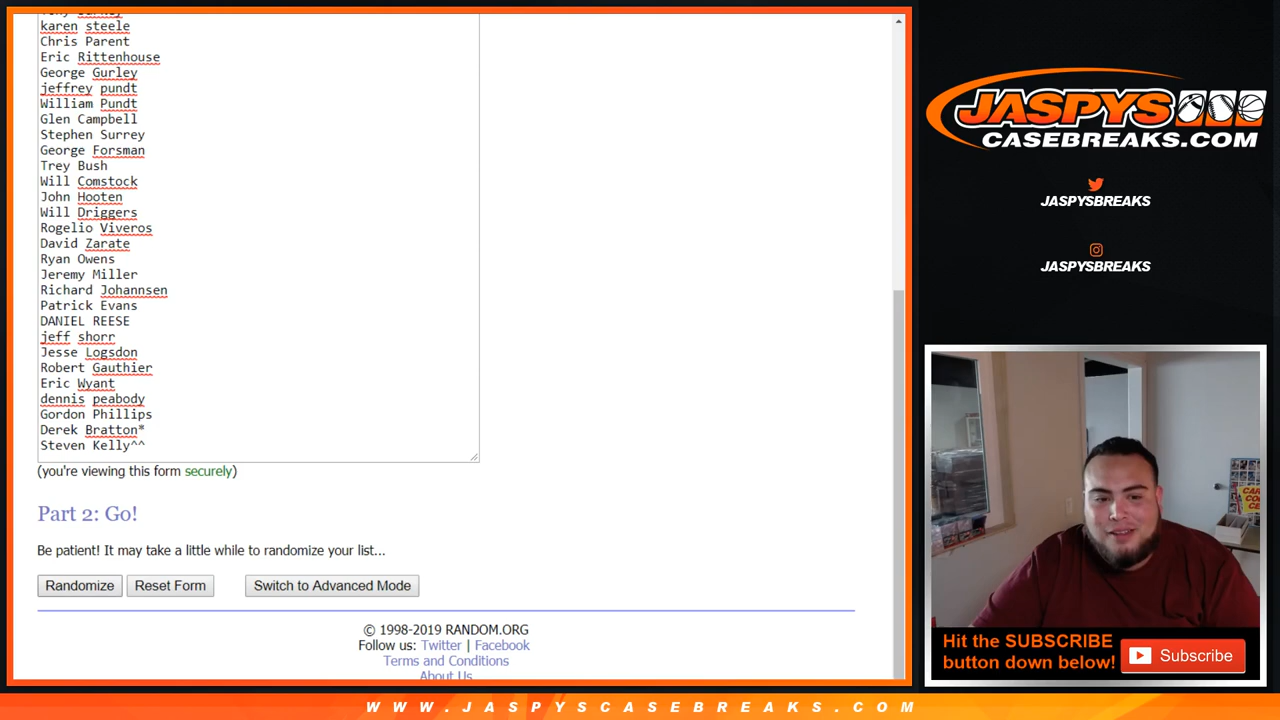 karen steele
Chris Parent
Eric Rittenhouse
George Gurley
jeffrey pundt
William Pundt
Glen Campbell
Stephen Surrey
George Forsman
Trey Bush
Will Comstock
John Hooten
Will Driggers
Rogelio Viveros
David Zarate
Ryan Owens
Jeremy Miller
Richard Johannsen
Patrick Evans
DANIEL REESE
jeff shorr
Jesse Logsdon
Robert Gauthier
Eric Wyant
dennis peabody
Gordon Phillips
Derek Bratton*
Steven Kelly^^
(you're viewing this form securely)
Part 2: Go!
Be patient! It may take a little while to randomize your list...
Randomize Reset Form Switch to Advanced Mode
© 1998-2019 RANDOM.ORG
Follow us: Twitter | Facebook
Terms and Conditions
About Us
JASPYS
CASEBREAKS.COM
JASPYSBREAKS
JASPYSBREAKS
Hit the SUBSCRIBE
button down below!
Subscribe
WWW.JASPYSCASEBREAKS.COM